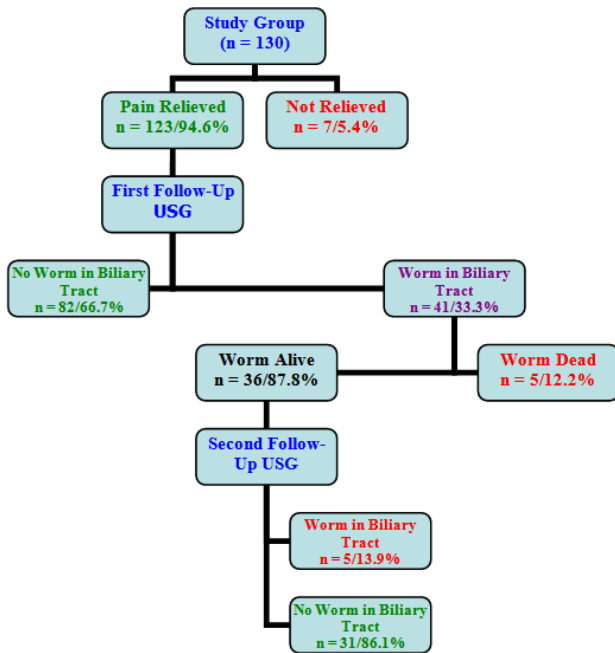 Study Group
(n = 130)
Pain Relieved
n = 123/94.6%
Not Relieved
n = 7/5.4%
First Follow-Up
USG
No Worm in Biliary
Tract
n = 82/66.7%
Worm in Biliary
Tract
n = 41/33.3%
Worm Alive
n = 36/87.8%
Worm Dead
n = 5/12.2%
Second Follow-
Up USG
Worm in Biliary
Tract
n = 5/13.9%
No Worm in Biliary
Tract
n = 31/86.1%